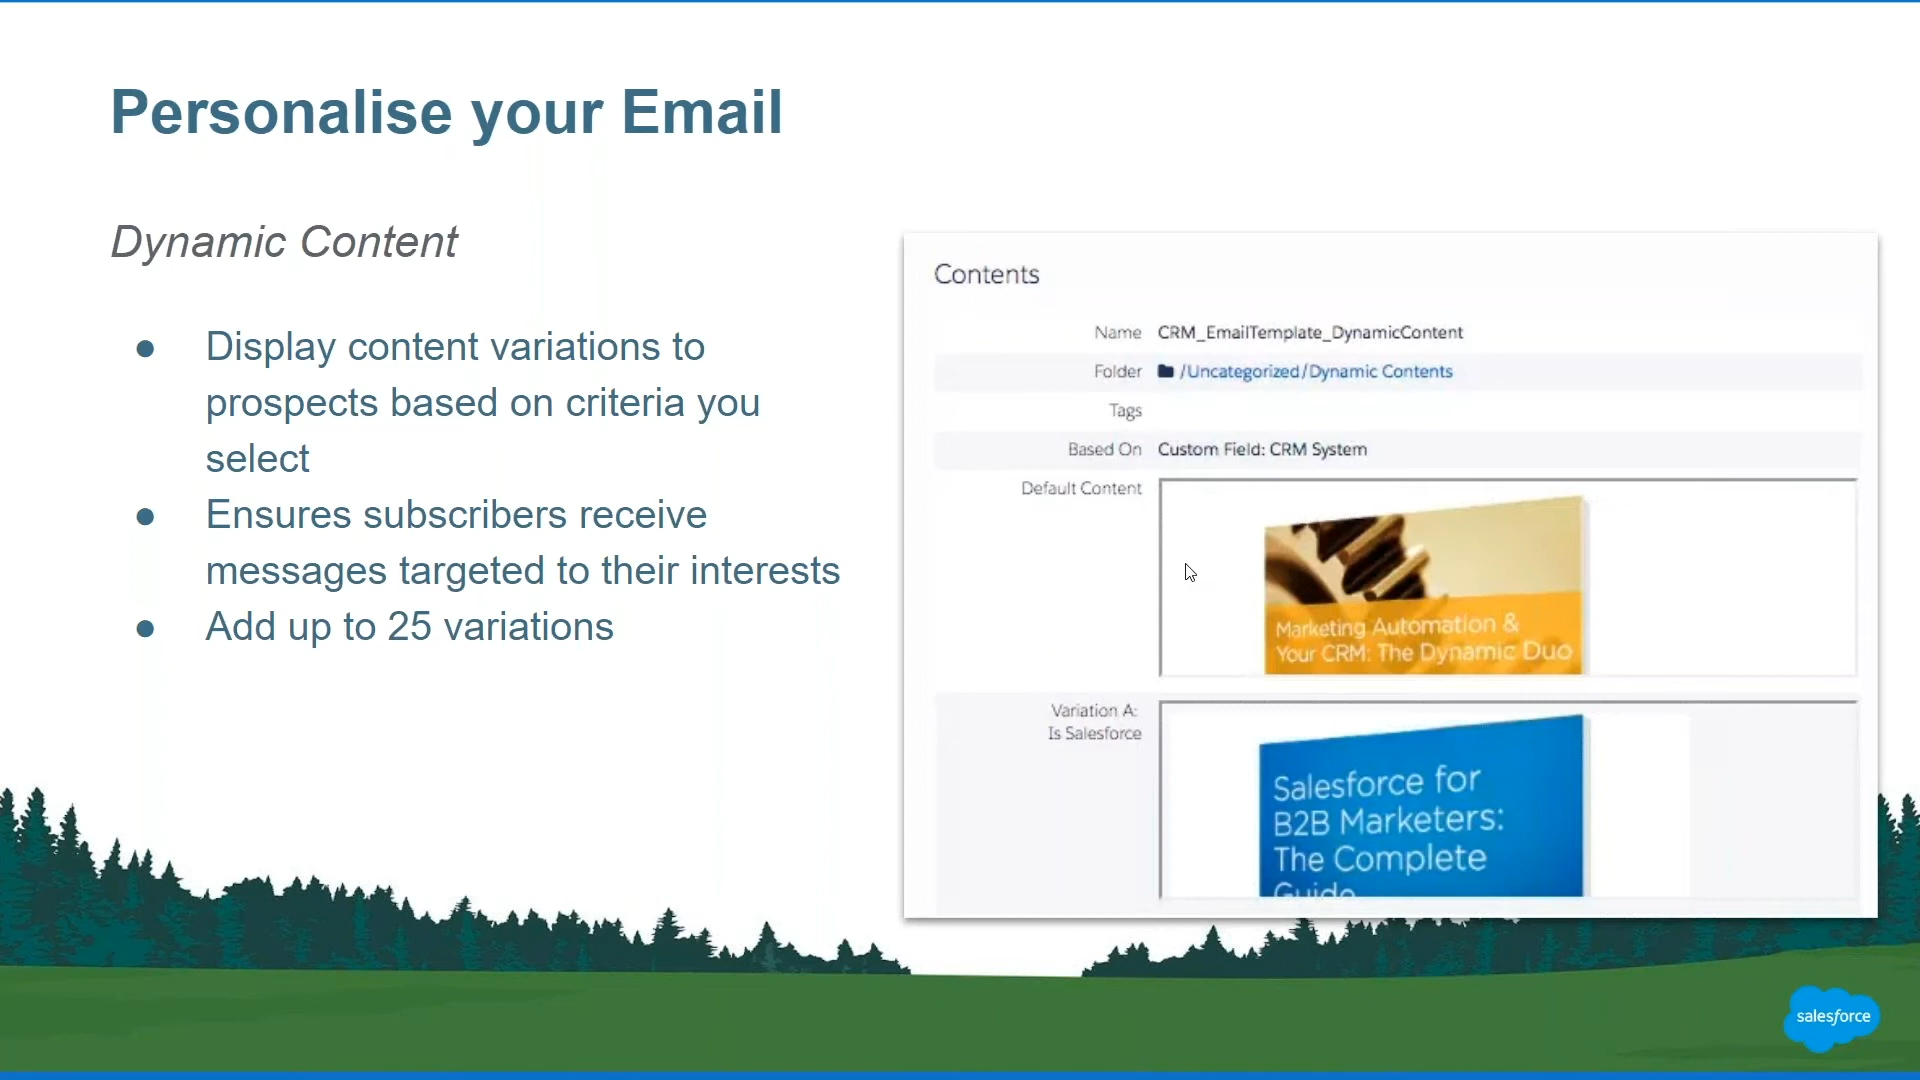 Personalise your Email
Dynamic Content
● Display content variations to
prospects based on criteria you
select
● Ensures subscribers receive
messages targeted to their interests
● Add up to 25 variations
Contents
Name CRM_EmailTemplate_DynamicContent
Folder /Uncategorized/Dynamic Contents
Tags
Based On Custom Field: CRM System
Default Content
Marketing Automation &
Your CRM: The Dynamic Duo
Variation A:
Is Salesforce
Salesforce for
B2B Marketers:
The Complete
Guide
salesforce